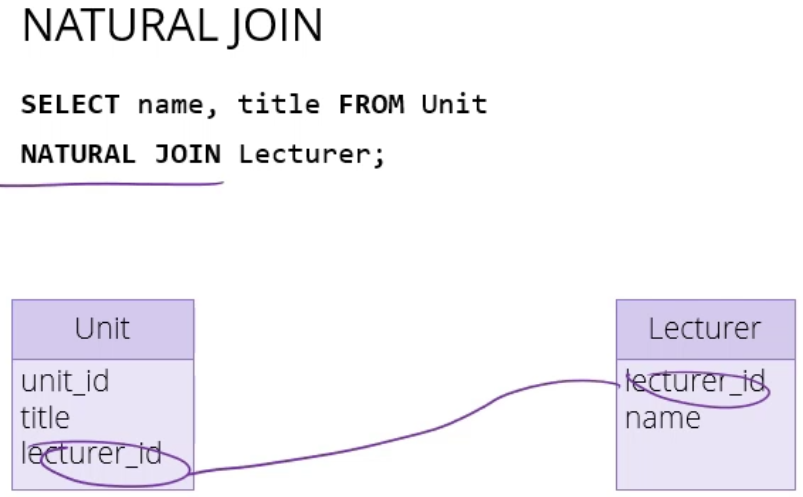 NATURAL JOIN
SELECT name, title FROM Unit
NATURAL JOIN Lecturer;
Unit
unit_id
title
lecturer_id
Lecturer
lecturer_id
name